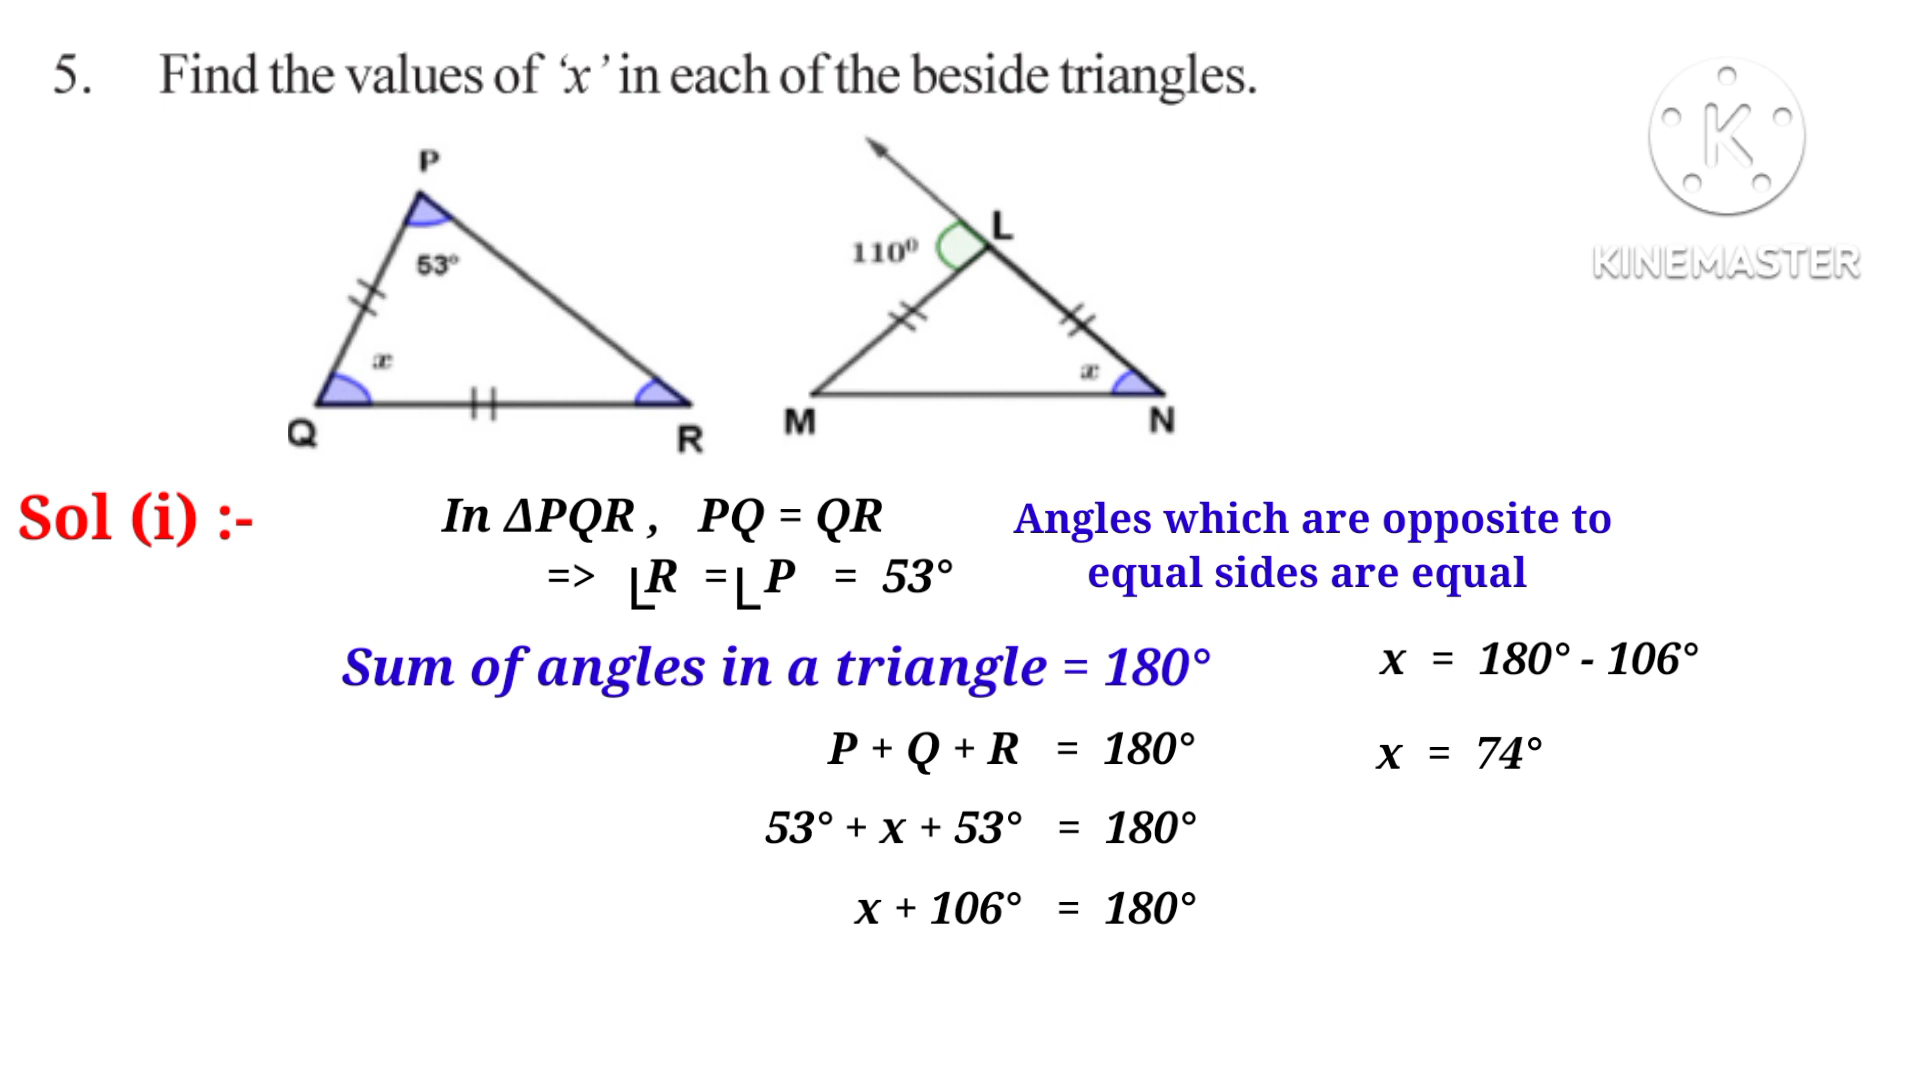 5. Find the values of ‘x’ in each of the beside triangles.
P
53°
x
Q
R
110⁰
L
x
M
N
K
KINEMASTER
Sol (i) :-
In ΔPQR , PQ = QR
Angles which are opposite to
equal sides are equal
=> ⌊R = ⌊P = 53°
Sum of angles in a triangle = 180°
P + Q + R = 180°
53° + x + 53° = 180°
x + 106° = 180°
x = 180° - 106°
x = 74°